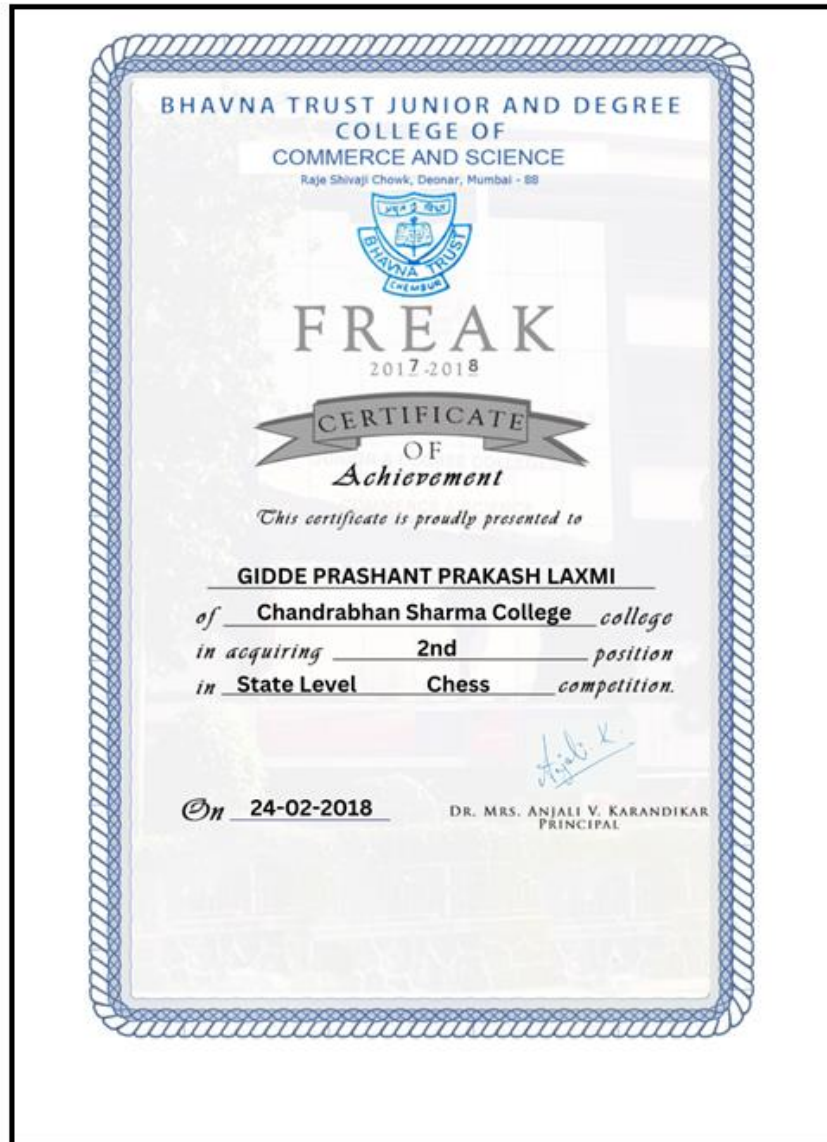 BHAVNA TRUST JUNIOR AND DEGREE
COLLEGE OF
COMMERCE AND SCIENCE
Raje Shivaji Chowk, Deonar, Mumbai - 88
BHAVNA TRUST
CHEMBUR
FREAK
2017-2018
CERTIFICATE
OF
Achievement
This certificate is proudly presented to
GIDDE PRASHANT PRAKASH LAXMI
of Chandrabhan Sharma College college
in acquiring 2nd position
in State Level Chess competition.
Anjali. K.
On 24-02-2018
DR. MRS. ANJALI V. KARANDIKAR
PRINCIPAL